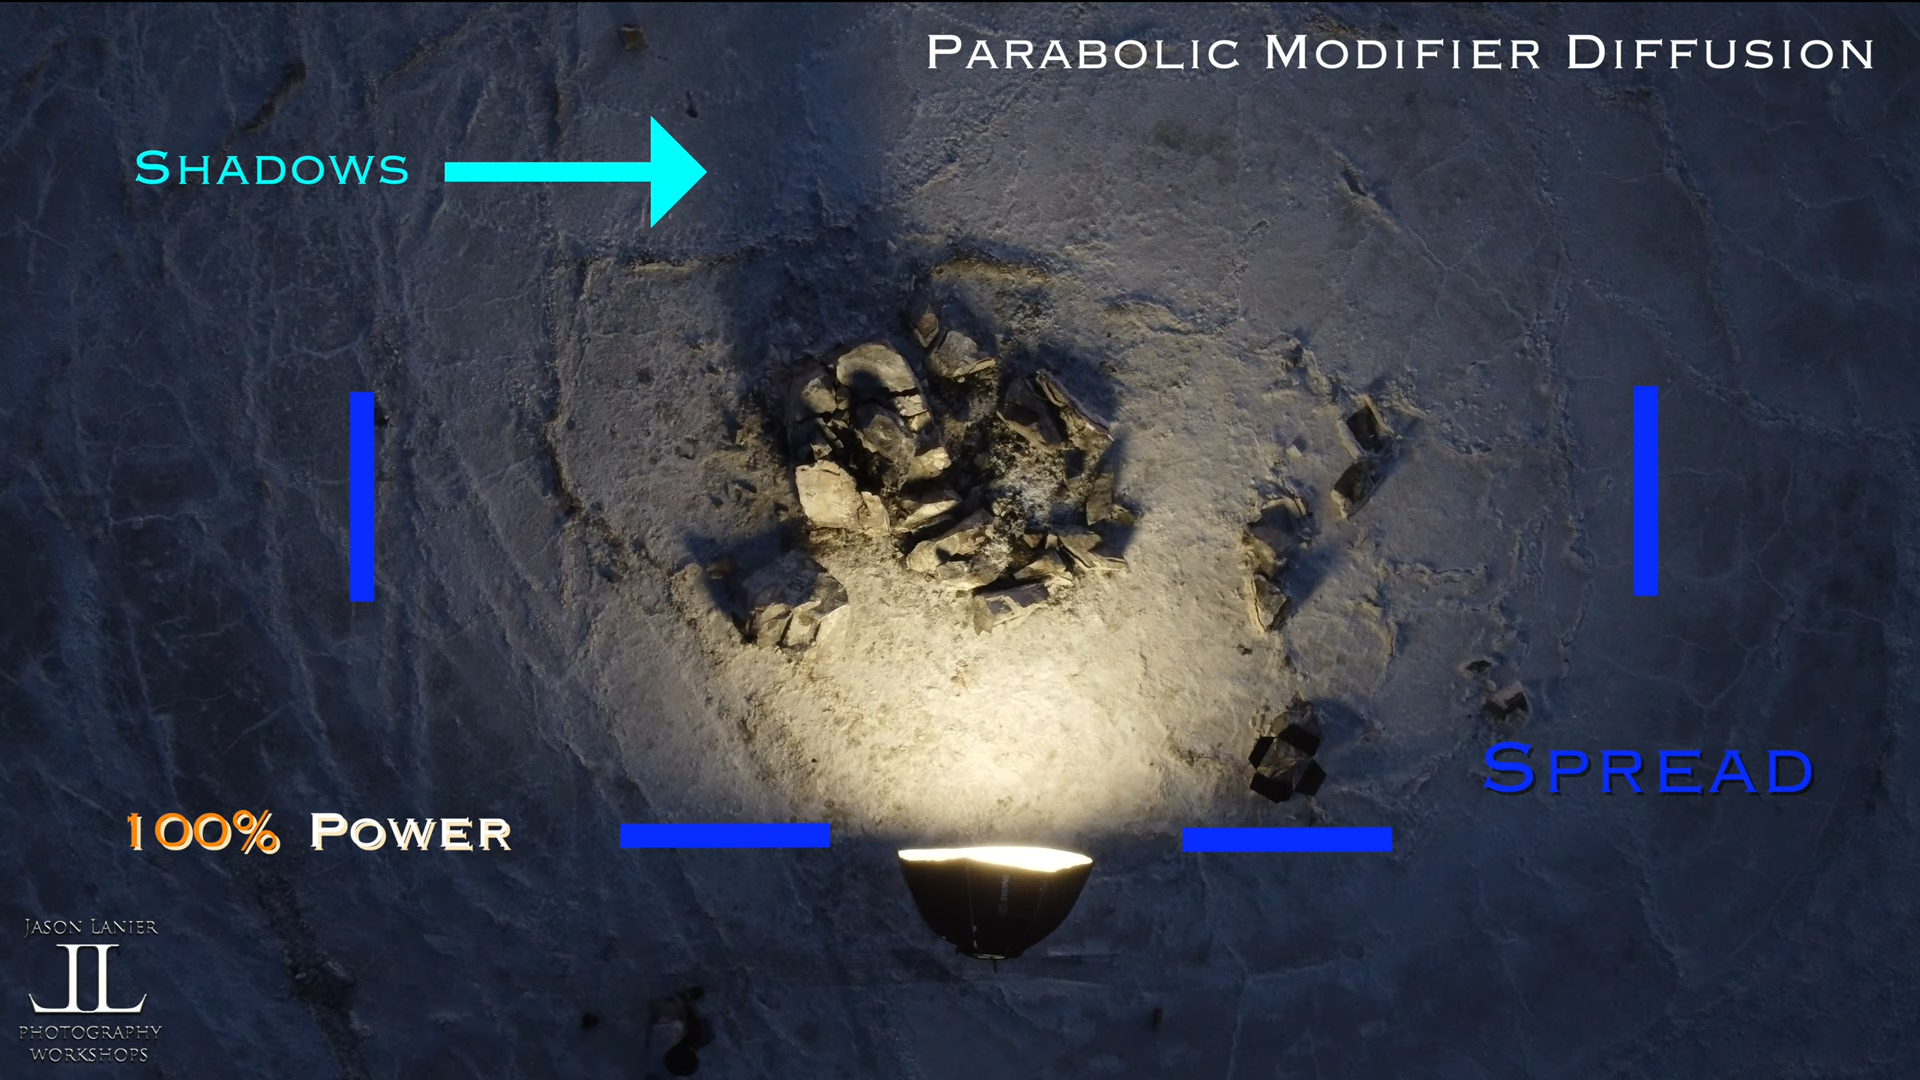 Parabolic Modifier Diffusion
Shadows
Spread
100% Power
Jason Lanier
JL
Photography
Workshops